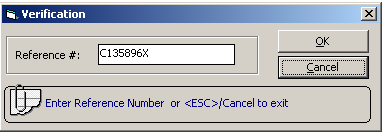 Verification
Reference #: C135896X
OK
Cancel
Enter Reference Number or <ESC>/Cancel to exit